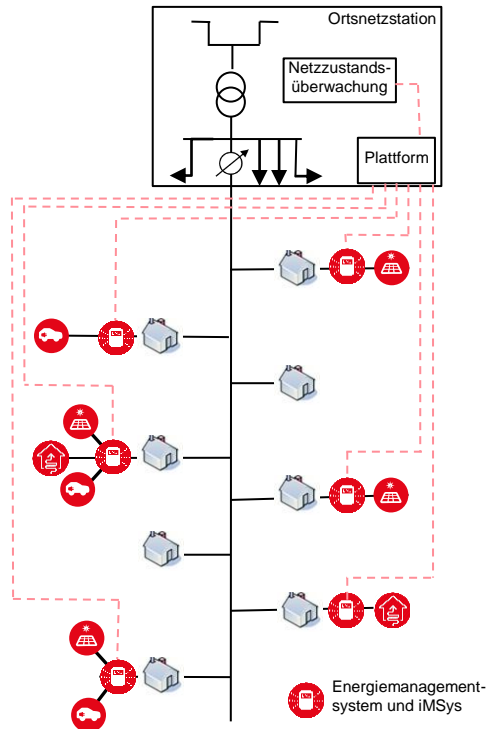 Ortsnetzstation
Netzzustands-
überwachung
Plattform
Energiemanagement-
system und iMSys